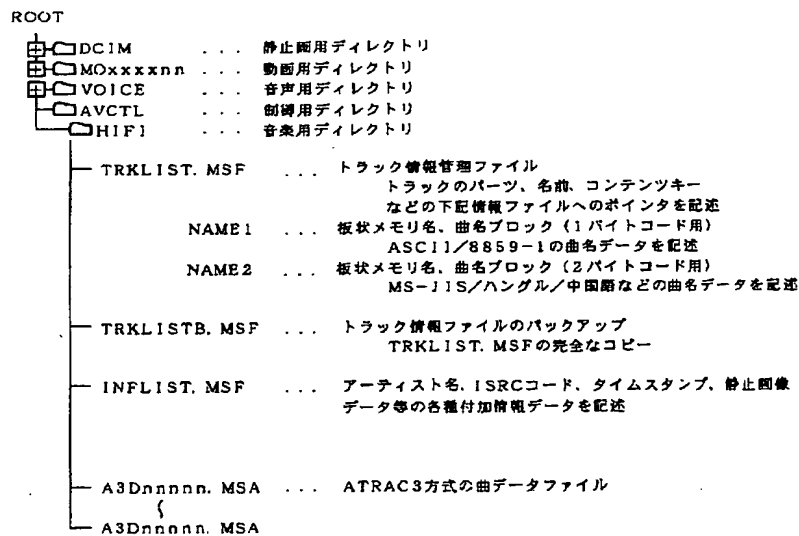 ROOT
DCIM ... 静止画用ディレクトリ
MOxxxxnn ... 動画用ディレクトリ
VOICE ... 音声用ディレクトリ
AVCTL ... 制御用ディレクトリ
HIFI ... 音楽用ディレクトリ
TRKLIST. MSF ... トラック情報管理ファイル
トラックのパーツ、名前、コンテンツキー
などの下記情報ファイルへのポインタを記述
NAME1 ... 板状メモリ名、曲名ブロック（1バイトコード用）
ASCII／8859-1の曲名データを記述
NAME2 ... 板状メモリ名、曲名ブロック（2バイトコード用）
MS-JIS／ハングル／中国語などの曲名データを記述
TRKLISTB. MSF ... トラック情報ファイルのバックアップ
TRKLIST. MSFの完全なコピー
INFLIST. MSF ... アーティスト名、ISRCコード、タイムスタンプ、静止画像
データ等の各種付加情報データを記述
A3Dnnnnn. MSA ... ATRAC3方式の曲データファイル
A3Dnnnnn. MSA